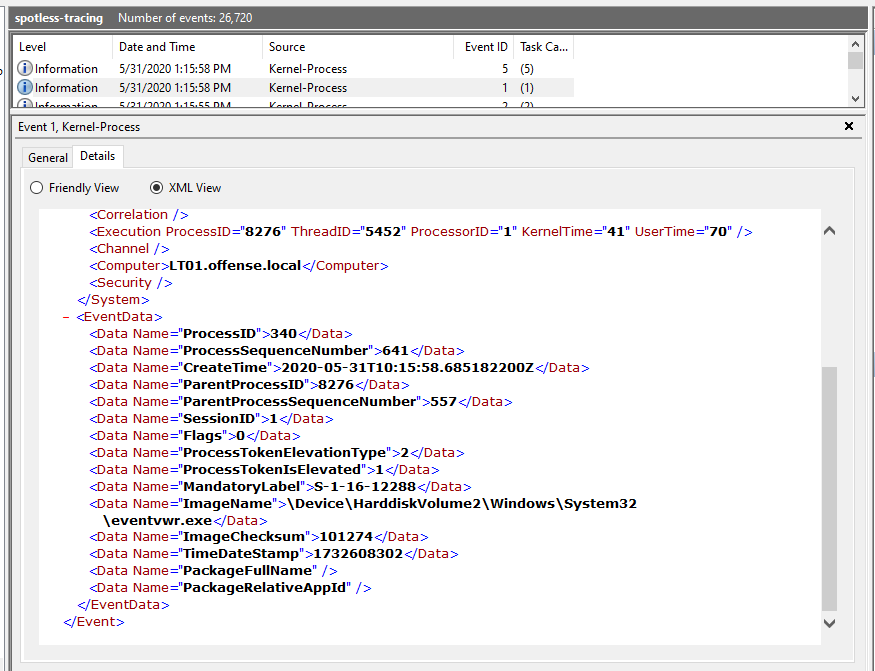 spotless-tracing Number of events: 26,720
Level Date and Time Source Event ID Task Ca...
Information 5/31/2020 1:15:58 PM Kernel-Process 5 (5)
Information 5/31/2020 1:15:58 PM Kernel-Process 1 (1)
Information 5/31/2020 1:15:55 PM Kernel-Process 2 (2)
Event 1, Kernel-Process
General Details
Friendly View XML View
<Correlation />
<Execution ProcessID="8276" ThreadID="5452" ProcessorID="1" KernelTime="41" UserTime="70" />
<Channel />
<Computer>LT01.offense.local</Computer>
<Security />
</System>
- <EventData>
<Data Name="ProcessID">340</Data>
<Data Name="ProcessSequenceNumber">641</Data>
<Data Name="CreateTime">2020-05-31T10:15:58.685182200Z</Data>
<Data Name="ParentProcessID">8276</Data>
<Data Name="ParentProcessSequenceNumber">557</Data>
<Data Name="SessionID">1</Data>
<Data Name="Flags">0</Data>
<Data Name="ProcessTokenElevationType">2</Data>
<Data Name="ProcessTokenIsElevated">1</Data>
<Data Name="MandatoryLabel">S-1-16-12288</Data>
<Data Name="ImageName">\Device\HarddiskVolume2\Windows\System32
\eventvwr.exe</Data>
<Data Name="ImageChecksum">101274</Data>
<Data Name="TimeDateStamp">1732608302</Data>
<Data Name="PackageFullName" />
<Data Name="PackageRelativeAppId" />
</EventData>
</Event>